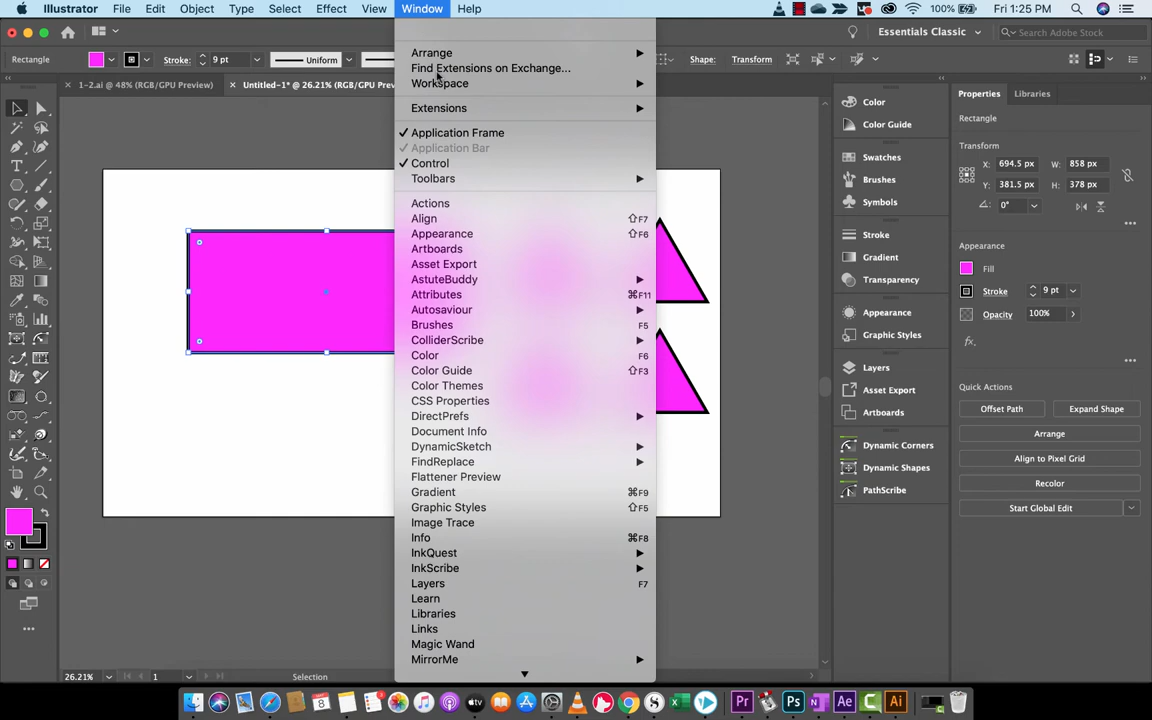 Illustrator File Edit Object Type Select Effect View Window Help 100% Fri 1:25 PM
Essentials Classic Search Adobe Stock
Rectangle Stroke: 9 pt Uniform Shape: Transform
1-2.ai @ 48% (RGB/GPU Preview) Untitled-1* @ 26.21% (RGB/GPU Prev
Arrange
Find Extensions on Exchange...
Workspace
Extensions
Application Frame
Application Bar
Control
Toolbars
Actions
Align ⇧F7
Appearance ⇧F6
Artboards
Asset Export
AstuteBuddy
Attributes ⌘F11
Autosaviour
Brushes F5
ColliderScribe
Color F6
Color Guide ⇧F3
Color Themes
CSS Properties
DirectPrefs
Document Info
DynamicSketch
FindReplace
Flattener Preview
Gradient ⌘F9
Graphic Styles ⇧F5
Image Trace
Info ⌘F8
InkQuest
InkScribe
Layers F7
Learn
Libraries
Links
Magic Wand
MirrorMe
Color
Color Guide
Swatches
Brushes
Symbols
Stroke
Gradient
Transparency
Appearance
Graphic Styles
Layers
Asset Export
Artboards
Dynamic Corners
Dynamic Shapes
PathScribe
Properties Libraries
Rectangle
Transform
X: 694.5 px W: 858 px
Y: 381.5 px H: 378 px
0°
Appearance
Fill
Stroke 9 pt
Opacity 100%
fx.
Quick Actions
Offset Path Expand Shape
Arrange
Align to Pixel Grid
Recolor
Start Global Edit
26.21% 1 Selection
8 3 Pr Ps Ae Ai